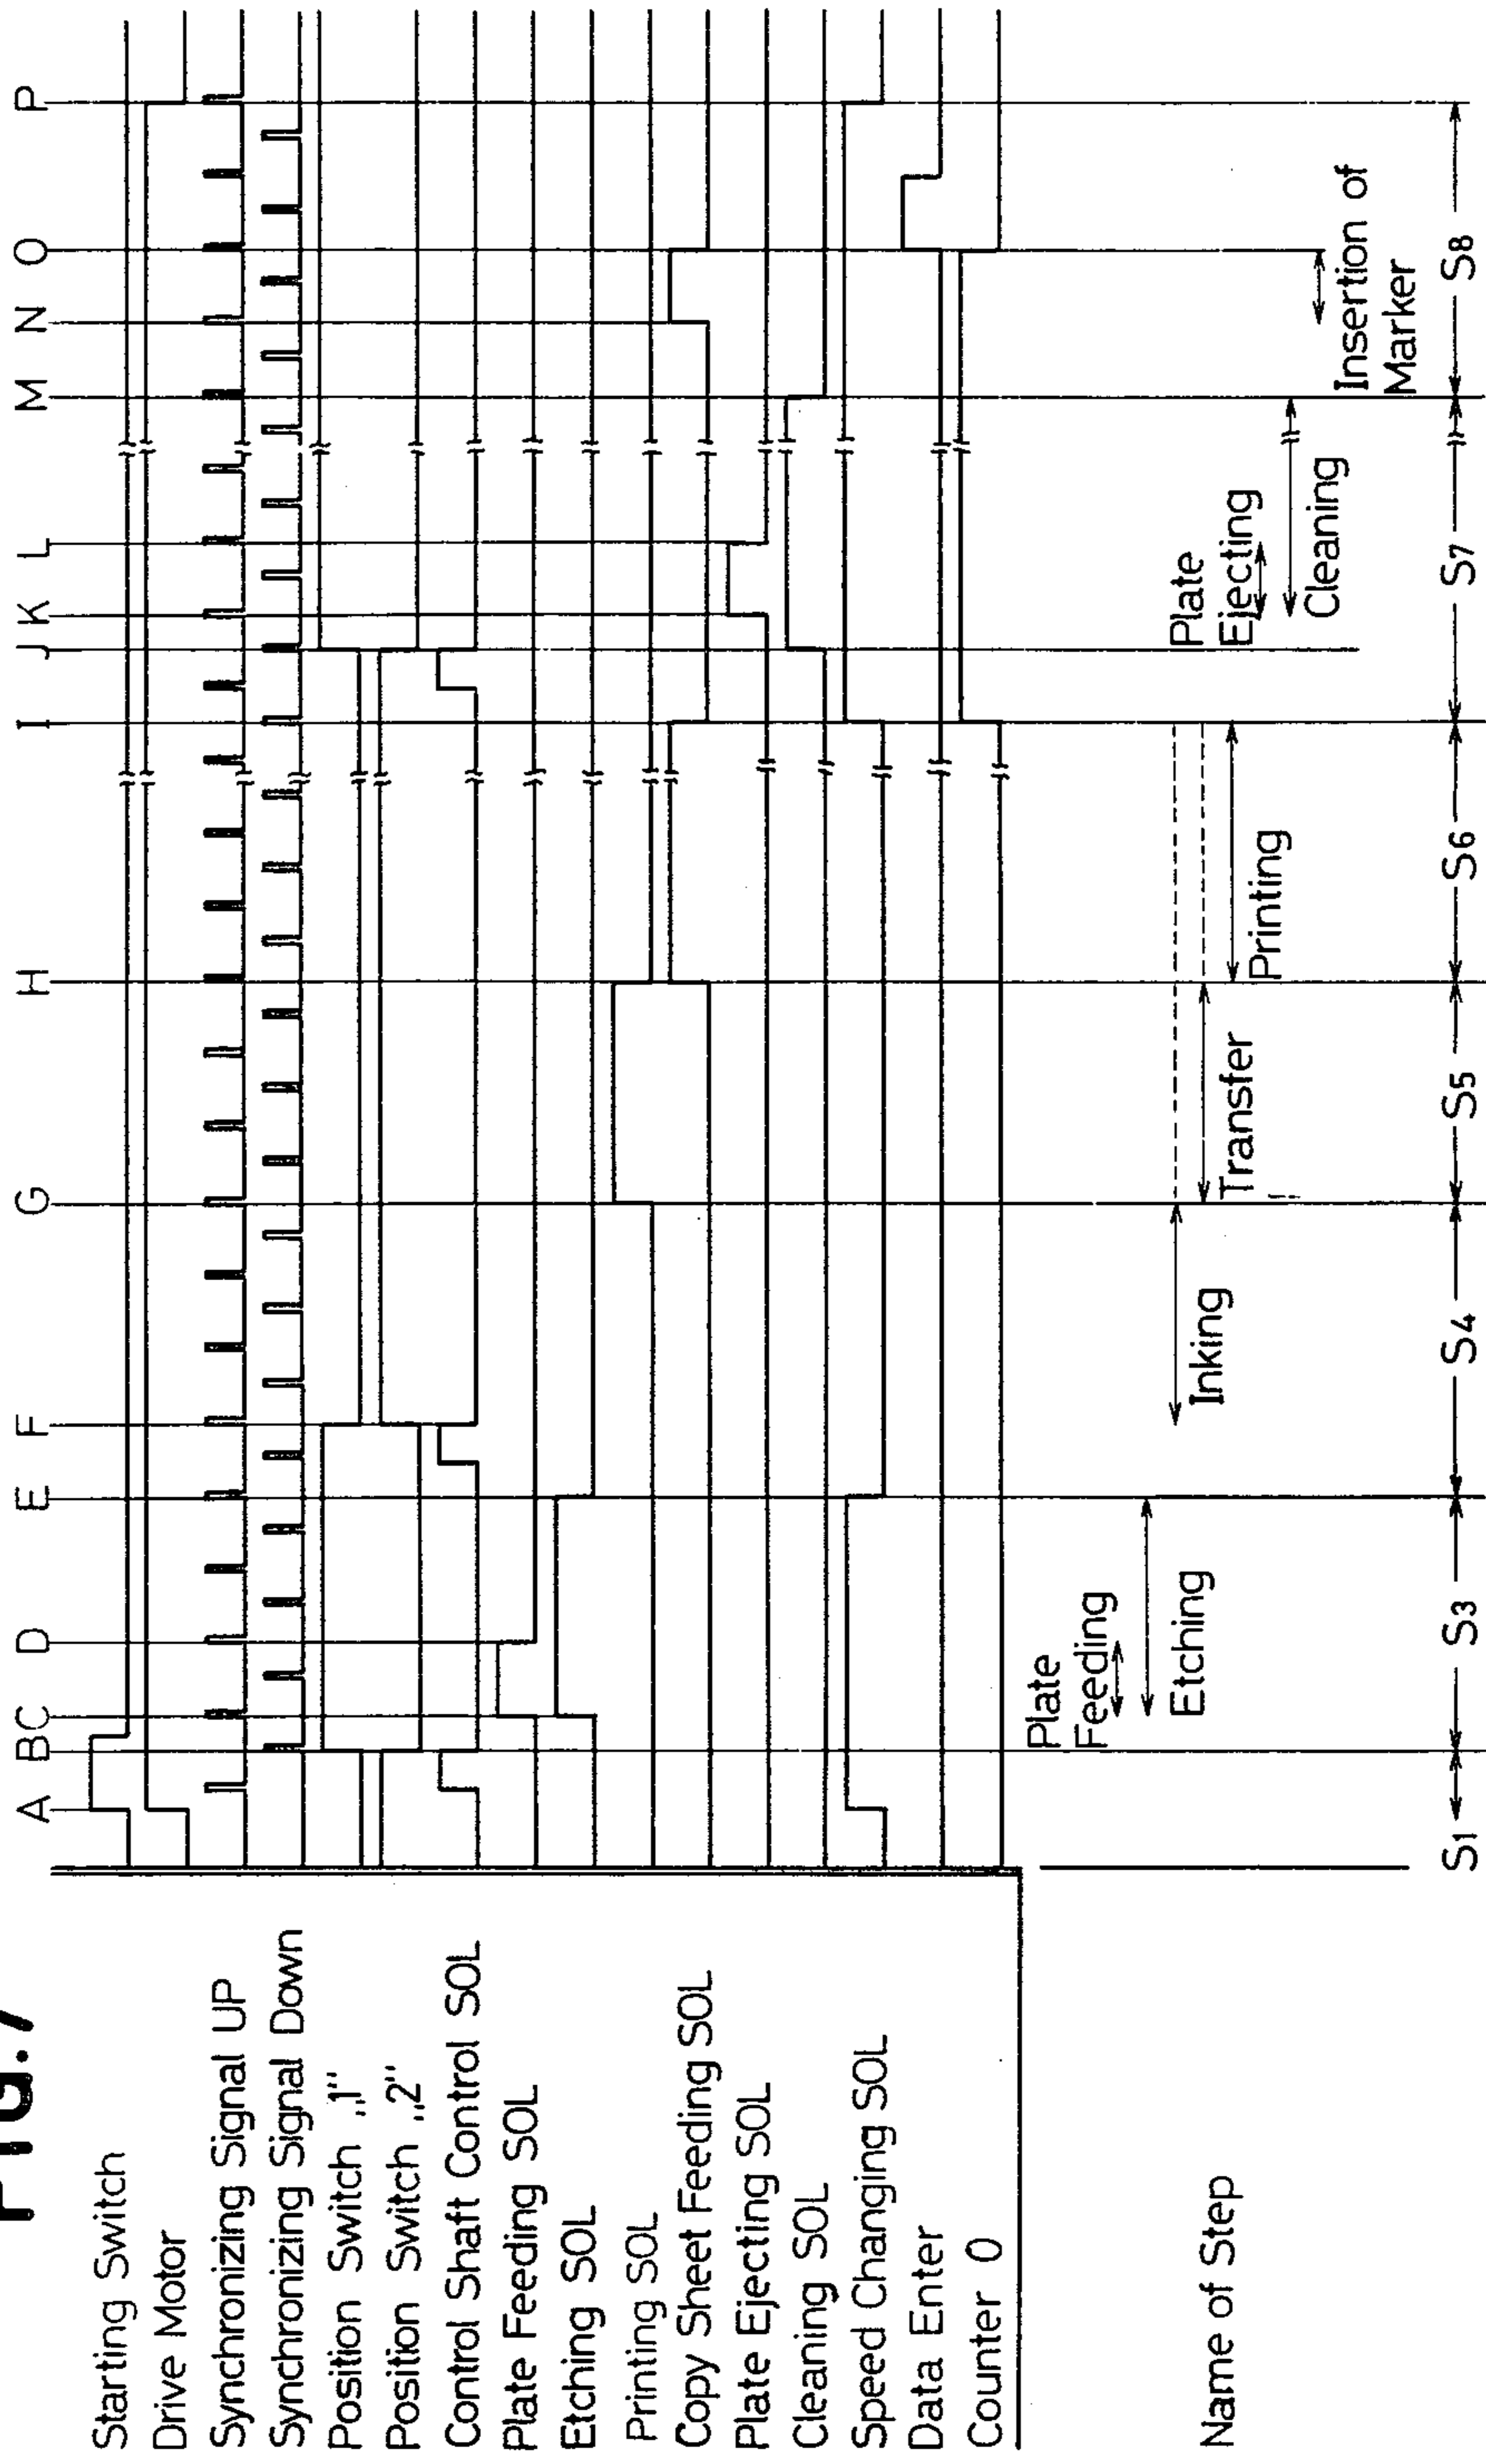 FIG.7
A B C D E F G H I J K L M N O P
Starting Switch
Drive Motor
Synchronizing Signal UP
Synchronizing Signal Down
Position Switch „1"
Position Switch „2"
Control Shaft Control SOL
Plate Feeding SOL
Etching SOL
Printing SOL
Copy Sheet Feeding SOL
Plate Ejecting SOL
Cleaning SOL
Speed Changing SOL
Data Enter
Counter 0
Name of Step
Plate
Feeding
Etching
Inking
Transfer
Printing
Plate
Ejecting
Cleaning
Insertion of
Marker
S1 S3 S4 S5 S6 S7 S8